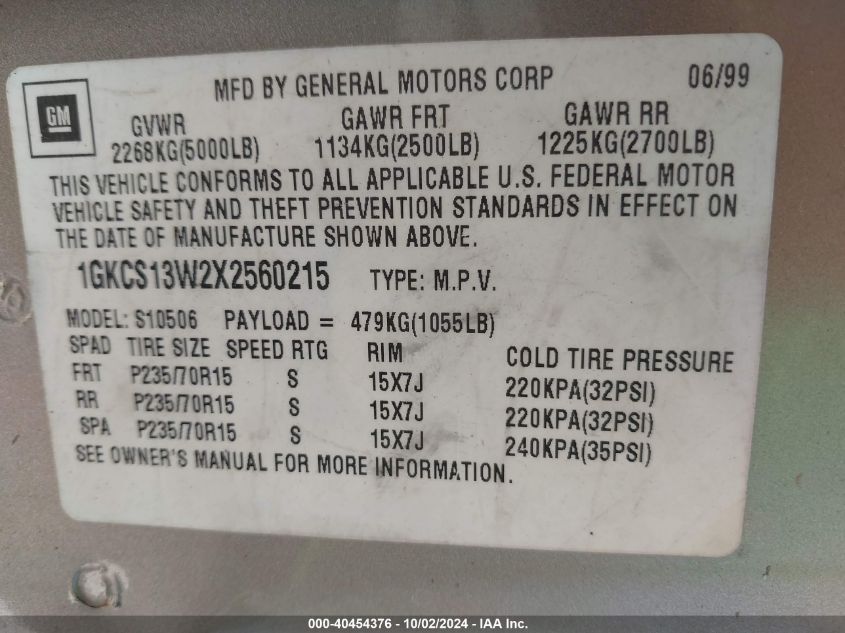 MFD BY GENERAL MOTORS CORP 06/99
GM
GVWR GAWR FRT GAWR RR
2268KG(5000LB) 1134KG(2500LB) 1225KG(2700LB)
THIS VEHICLE CONFORMS TO ALL APPLICABLE U.S. FEDERAL MOTOR
VEHICLE SAFETY AND THEFT PREVENTION STANDARDS IN EFFECT ON
THE DATE OF MANUFACTURE SHOWN ABOVE.
1GKCS13W2X2560215 TYPE: M.P.V.
MODEL: S10506 PAYLOAD = 479KG(1055LB)
SPAD TIRE SIZE SPEED RTG RIM COLD TIRE PRESSURE
FRT P235/70R15 S 15X7J 220KPA(32PSI)
RR P235/70R15 S 15X7J 220KPA(32PSI)
SPA P235/70R15 S 15X7J 240KPA(35PSI)
SEE OWNER'S MANUAL FOR MORE INFORMATION.
000-40454376 - 10/02/2024 - IAA Inc.